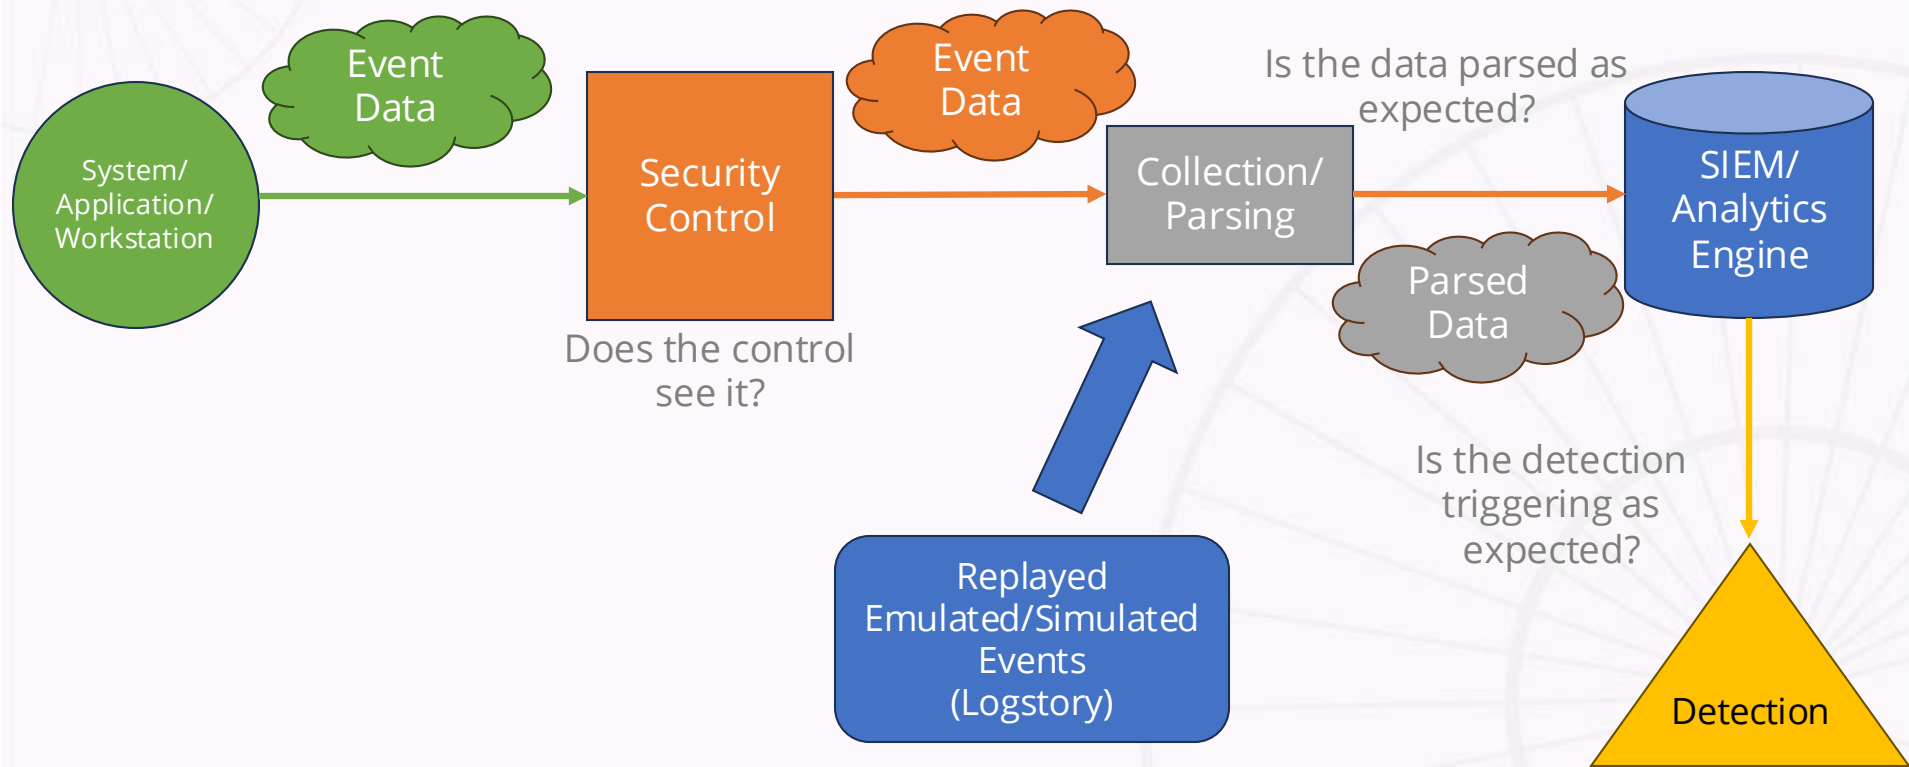 System/
Application/
Workstation
Event
Data
Security
Control
Does the control
see it?
Event
Data
Collection/
Parsing
Is the data parsed as
expected?
Parsed
Data
SIEM/
Analytics
Engine
Replayed
Emulated/Simulated
Events
(Logstory)
Is the detection
triggering as
expected?
Detection